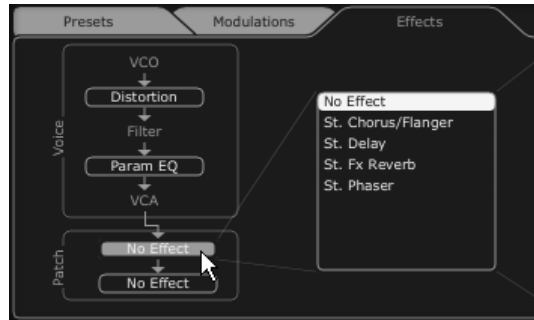 Presets
Modulations
Effects
VCO
Distortion
Filter
Param EQ
VCA
Voice
No Effect
No Effect
Patch
No Effect
St. Chorus/Flanger
St. Delay
St. Fx Reverb
St. Phaser